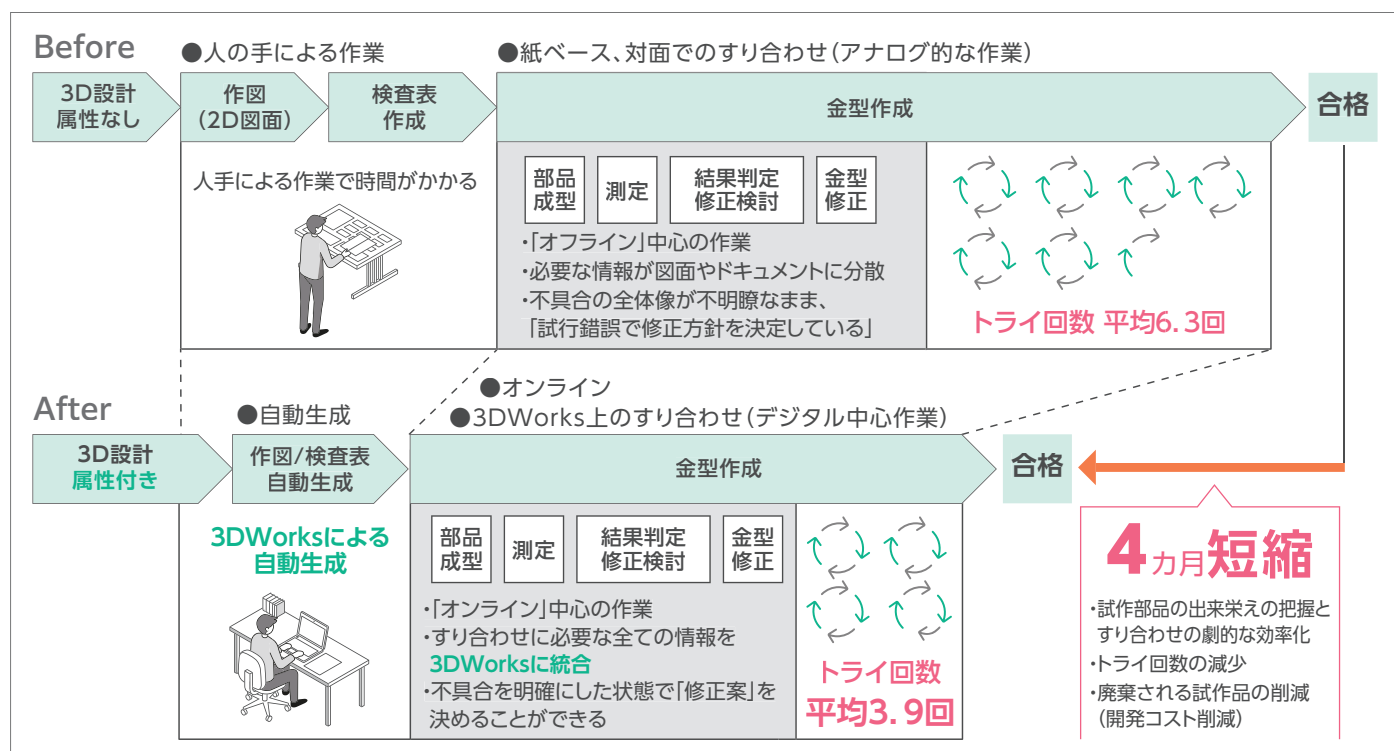 Before
●人の手による作業
●紙ベース、対面でのすり合わせ（アナログ的な作業）
3D設計
属性なし
作図
（2D図面）
検査表
作成
金型作成
合格
人手による作業で時間がかかる
部品
成型
測定
結果判定
修正検討
金型
修正
・「オフライン」中心の作業
・必要な情報が図面やドキュメントに分散
・不具合の全体像が不明瞭なまま、
「試行錯誤で修正方針を決定している」
トライ回数 平均6.3回
After
●自動生成
●オンライン
●3DWorks上のすり合わせ（デジタル中心作業）
3D設計
属性付き
作図/検査表
自動生成
金型作成
合格
3DWorksによる
自動生成
部品
成型
測定
結果判定
修正検討
金型
修正
・「オンライン」中心の作業
・すり合わせに必要な全ての情報を
3DWorksに統合
・不具合を明確にした状態で「修正案」を
決めることができる
トライ回数
平均3.9回
4カ月短縮
・試作部品の出来栄えの把握と
すり合わせの劇的な効率化
・トライ回数の減少
・廃棄される試作品の削減
（開発コスト削減）